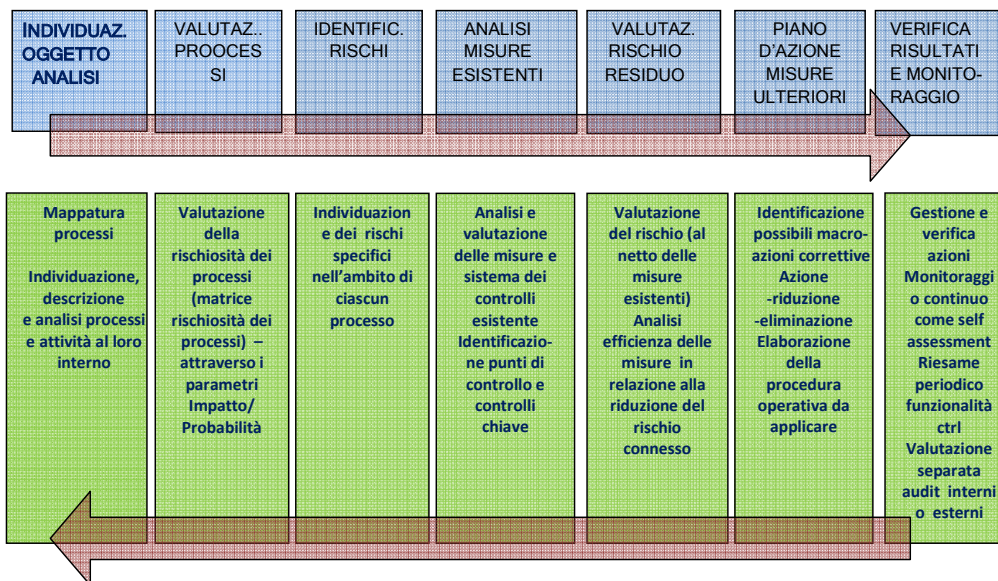 INDIVIDUAZ.
OGGETTO
ANALISI
VALUTAZ..
PROOCES
SI
IDENTIFIC.
RISCHI
ANALISI
MISURE
ESISTENTI
VALUTAZ.
RISCHIO
RESIDUO
PIANO
D'AZIONE
MISURE
ULTERIORI
VERIFICA
RISULTATI
E MONITO-
RAGGIO
Mappatura
processi
Individuazione,
descrizione
e analisi processi
e attività al loro
interno
Valutazione
della
rischiosità dei
processi
(matrice
rischiosità dei
processi) –
attraverso i
parametri
Impatto/
Probabilità
Individuazion
e dei rischi
specifici
nell'ambito di
ciascun
processo
Analisi e
valutazione
delle misure e
sistema dei
controlli
esistente
Identificazio-
ne punti di
controllo e
controlli
chiave
Valutazione
del rischio (al
netto delle
misure
esistenti)
Analisi
efficienza delle
misure in
relazione alla
riduzione del
rischio
connesso
Identificazione
possibili macro-
azioni correttive
Azione
-riduzione
-eliminazione
Elaborazione
della
procedura
operativa da
applicare
Gestione e
verifica
azioni
Monitoraggi
o continuo
come self
assessment
Riesame
periodico
funzionalità
ctrl
Valutazione
separata
audit interni
o esterni